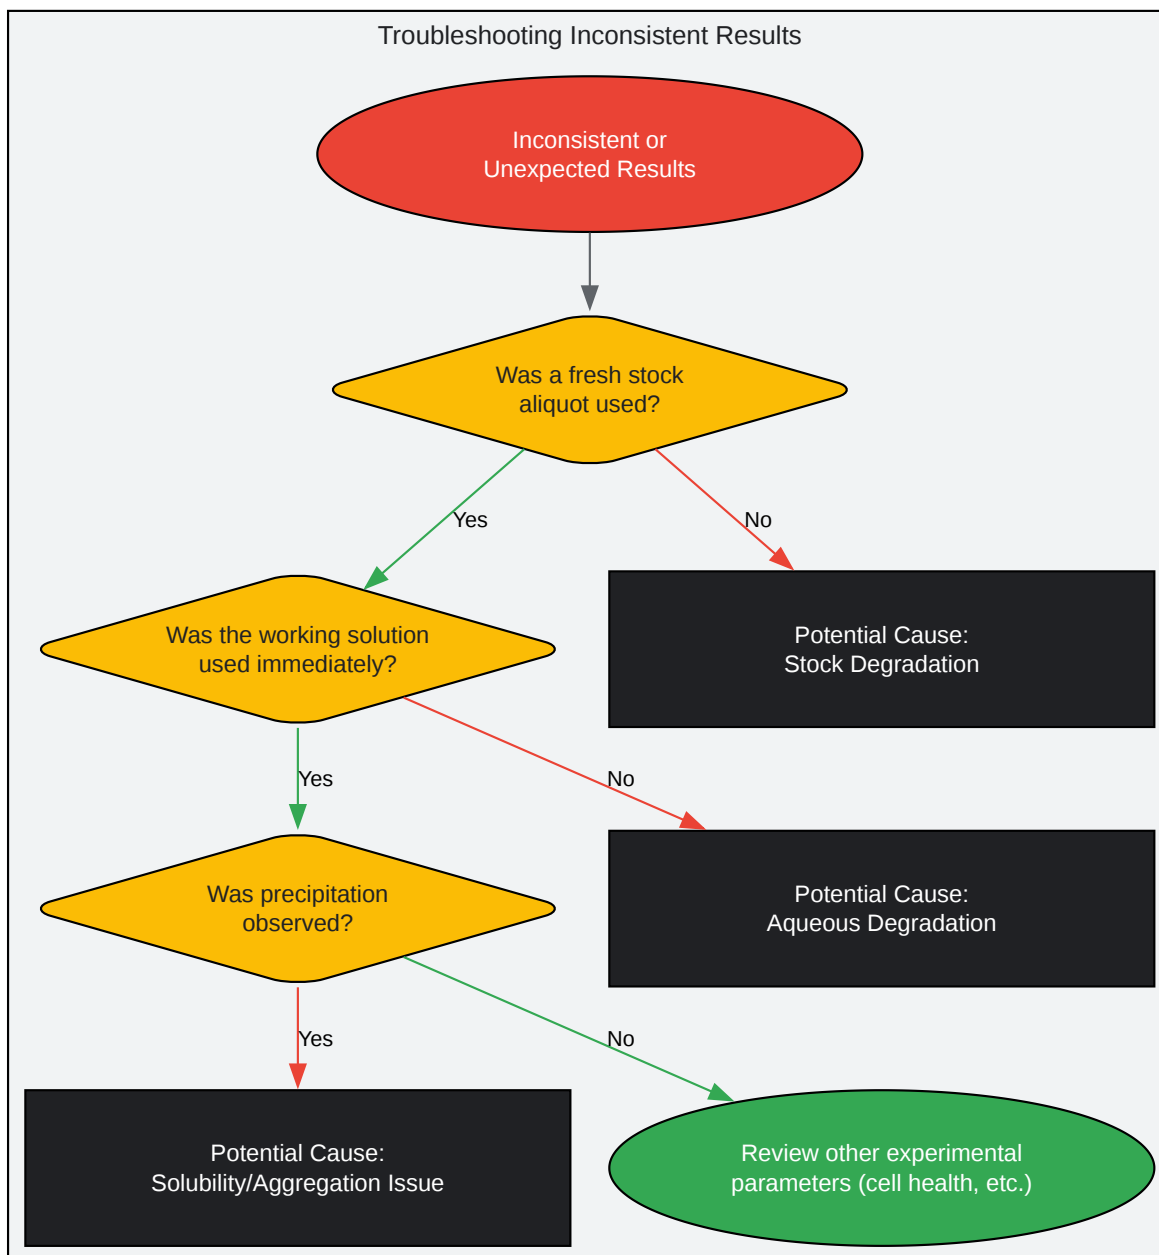 Troubleshooting Inconsistent Results
Inconsistent or
Unexpected Results
Was a fresh stock
aliquot used?
Yes
No
Was the working solution
used immediately?
Potential Cause:
Stock Degradation
Yes
No
Was precipitation
observed?
Potential Cause:
Aqueous Degradation
Yes
No
Potential Cause:
Solubility/Aggregation Issue
Review other experimental
parameters (cell health, etc.)